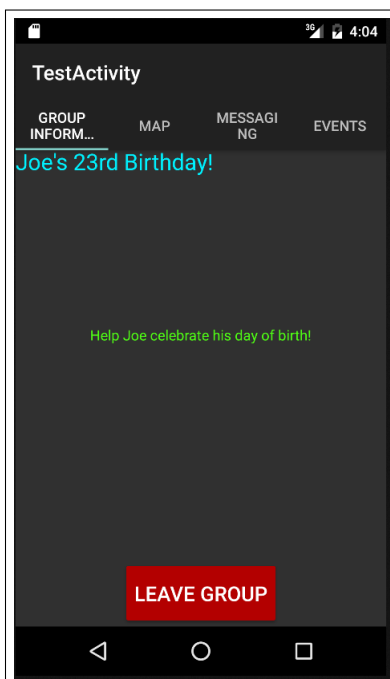 3G 4:04
TestActivity
GROUP
INFORM...
MAP
MESSAGI
NG
EVENTS
Joe's 23rd Birthday!
Help Joe celebrate his day of birth!
LEAVE GROUP